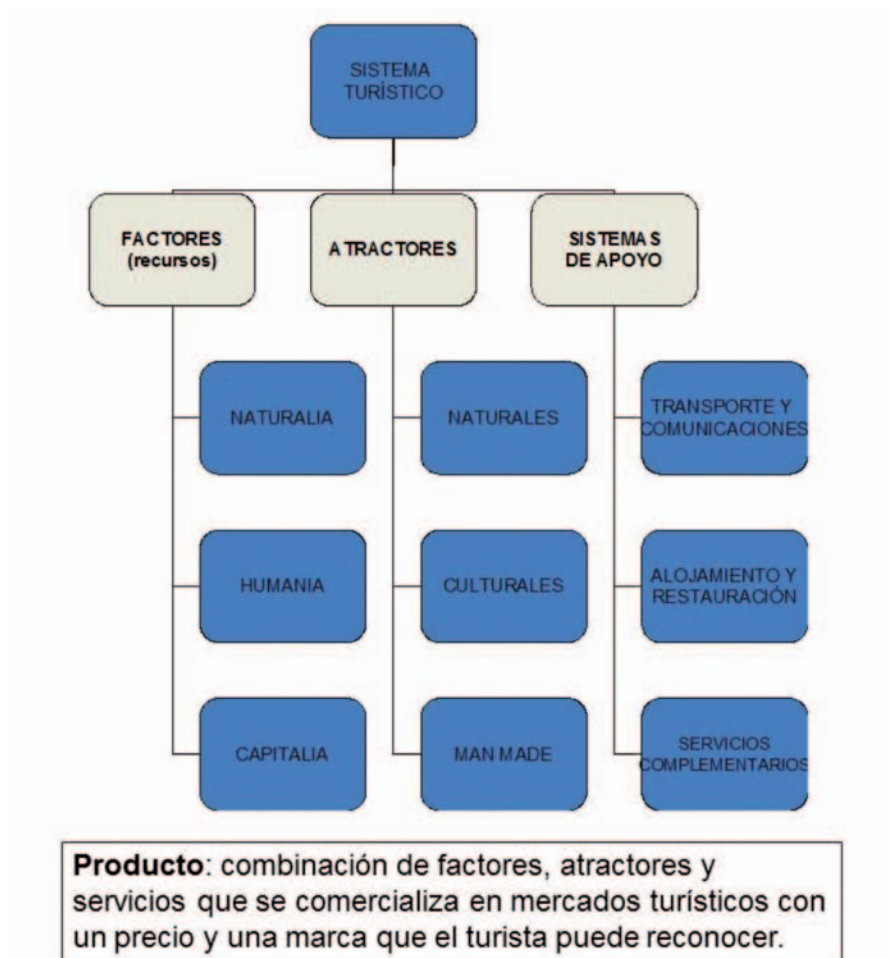 SISTEMA
TURÍSTICO
FACTORES
(recursos)
ATRACTORES
SISTEMAS
DE APOYO
NATURALIA
NATURALES
TRANSPORTE Y
COMUNICACIONES
HUMANIA
CULTURALES
ALOJAMIENTO Y
RESTAURACIÓN
CAPITALIA
MAN MADE
SERVICIOS
COMPLEMENTARIOS
Producto: combinación de factores, atractores y
servicios que se comercializa en mercados turísticos con
un precio y una marca que el turista puede reconocer.